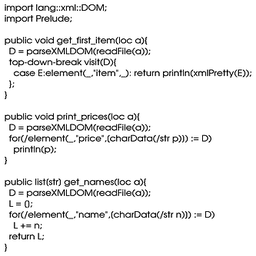 import lang::xml::DOM;
import Prelude;

public void get_first_item(loc a){
  D = parseXMLDOM(readFile(a));
  top-down-break visit(D){
    case E:element(_,"item",_): return println(xmlPretty(E));
  };
}

public void print_prices(loc a){
  D = parseXMLDOM(readFile(a));
  for(/element(_,"price",[charData(/str p)]) := D)
    println(p);
}

public list[str] get_names(loc a){
  D = parseXMLDOM(readFile(a));
  L = [];
  for(/element(_,"name",[charData(/str n)]) := D)
    L += n;
  return L;
}